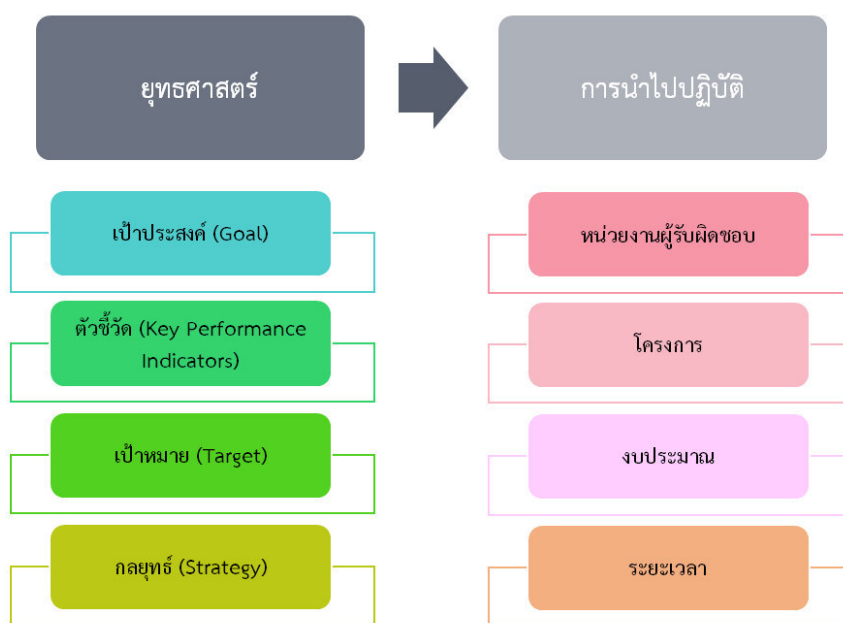 ยุทธศาสตร์
การนำไปปฏิบัติ
เป้าประสงค์ (Goal)
หน่วยงานผู้รับผิดชอบ
ตัวชี้วัด (Key Performance
Indicators)
โครงการ
เป้าหมาย (Target)
งบประมาณ
กลยุทธ์ (Strategy)
ระยะเวลา